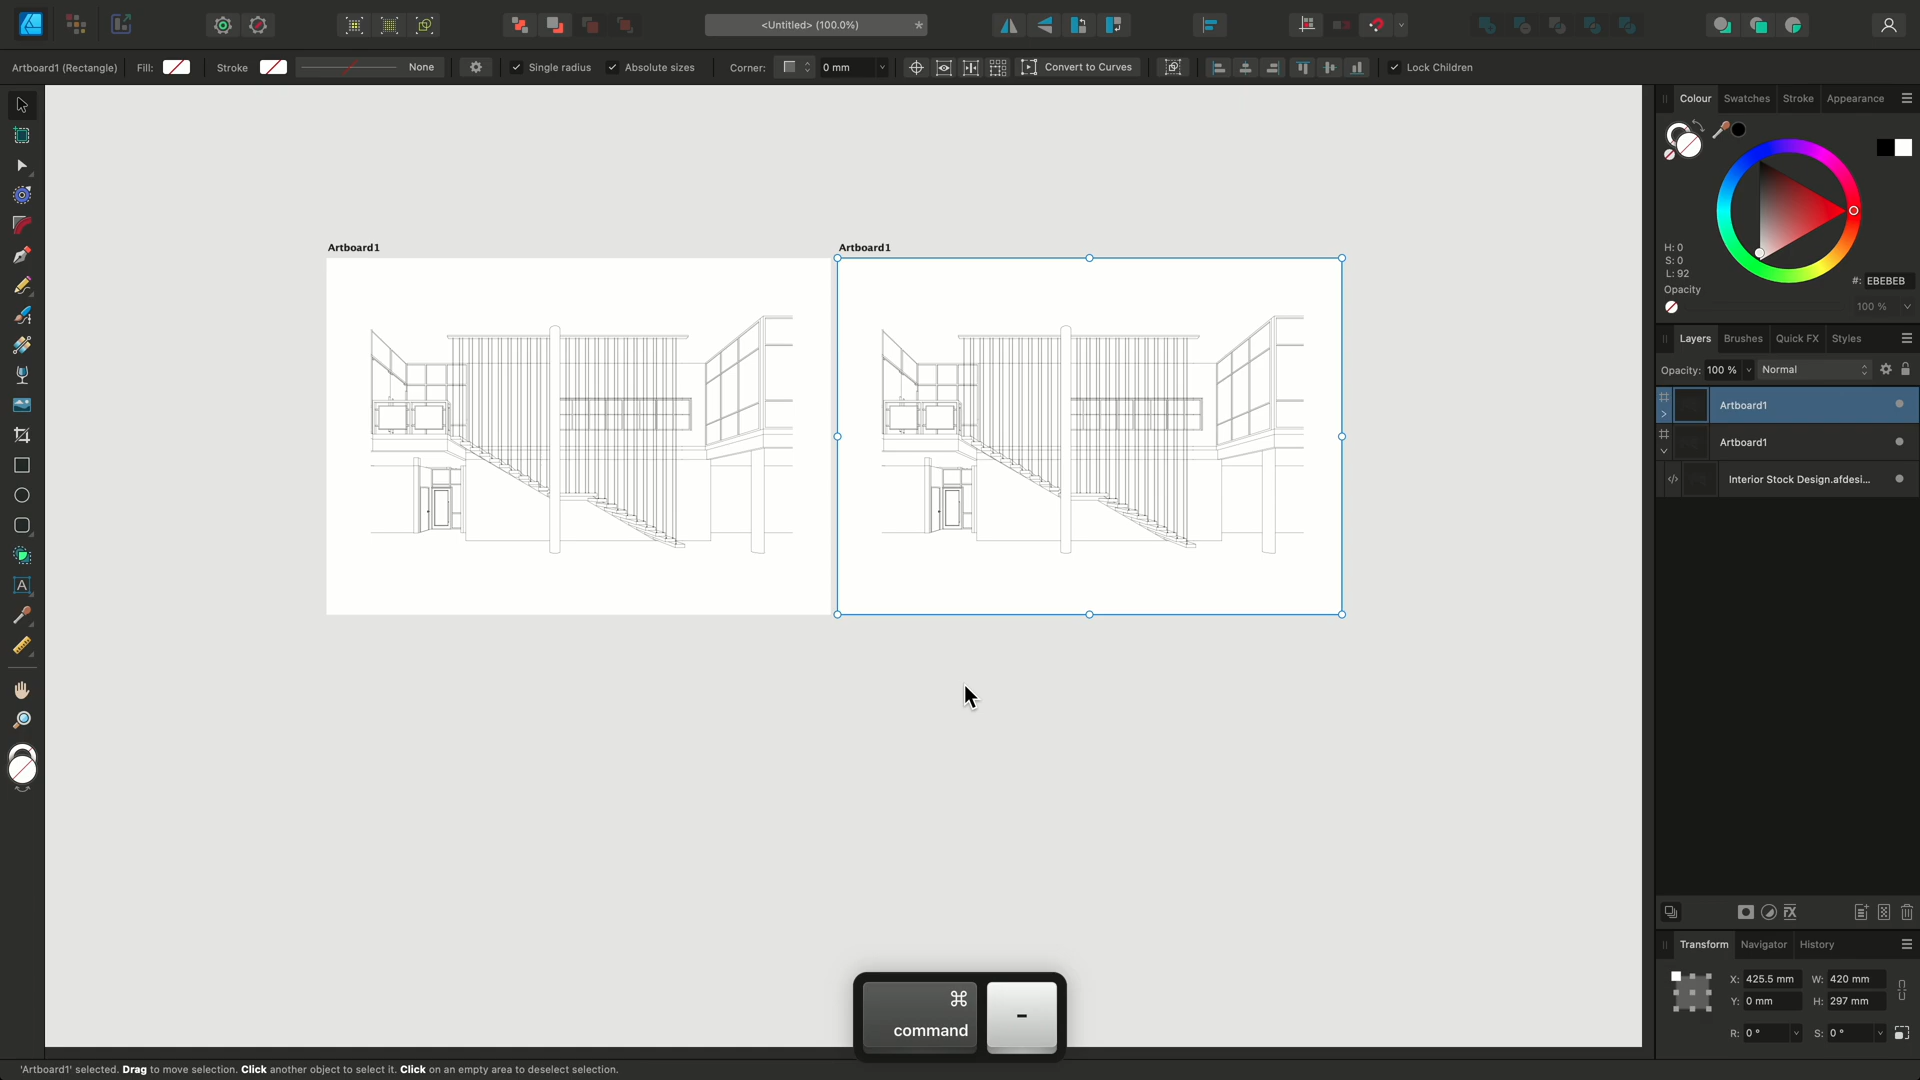 <Untitled> (100.0%)
*
Artboard1 (Rectangle)
Fill:
Stroke
None
Single radius
Absolute sizes
Corner:
0 mm
Convert to Curves
Lock Children
Colour
Swatches
Stroke
Appearance
H: 0
S: 0
L: 92
#: EBEBEB
Opacity
100 %
Artboard1
Artboard1
Layers
Brushes
Quick FX
Styles
Opacity: 100 %
Normal
Artboard1
Artboard1
Interior Stock Design.afdesi...
Transform
Navigator
History
X: 425.5 mm
W: 420 mm
Y: 0 mm
H: 297 mm
R: 0 °
S: 0 °
⌘
command
-
'Artboard1' selected. Drag to move selection. Click another object to select it. Click on an empty area to deselect selection.